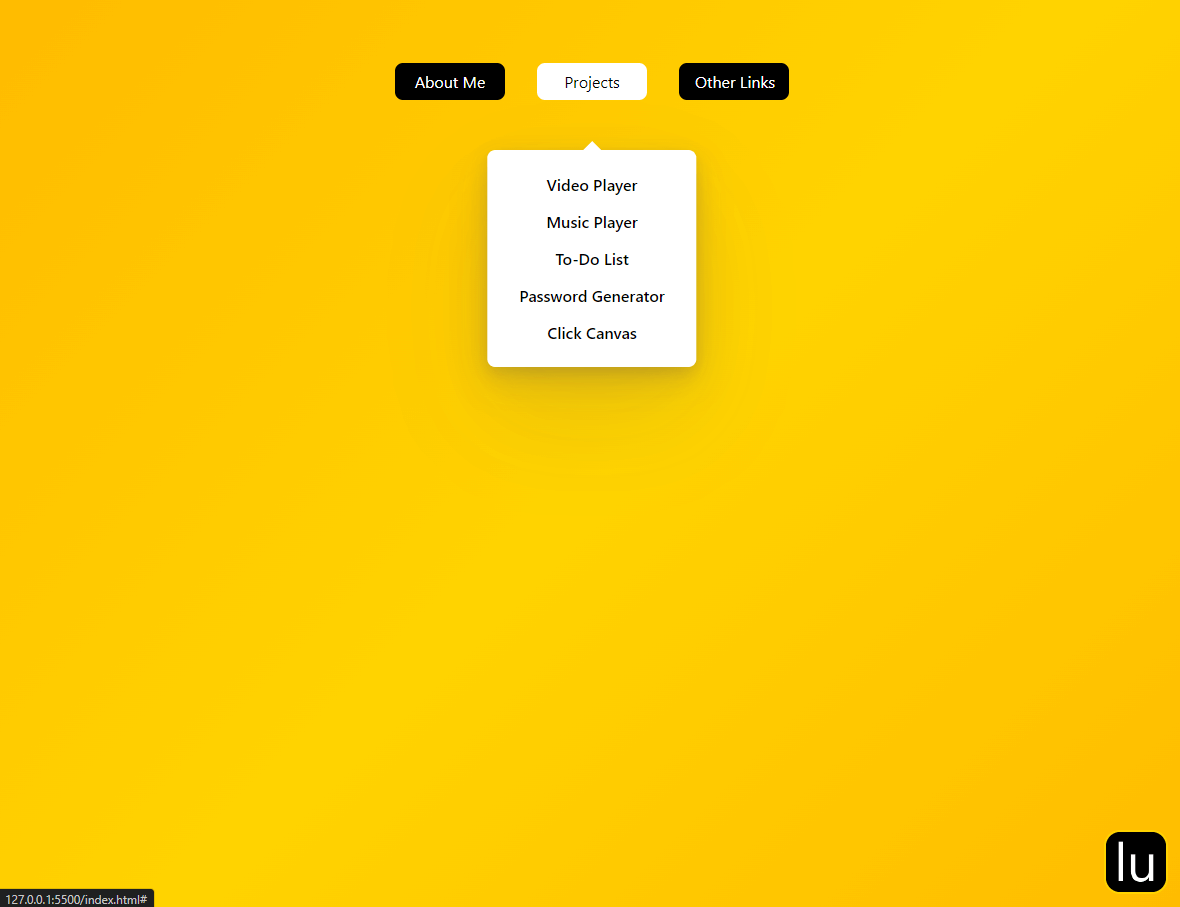 About Me
Projects
Other Links
Video Player
Music Player
To-Do List
Password Generator
Click Canvas
lu
127.0.0.1:5500/index.html#